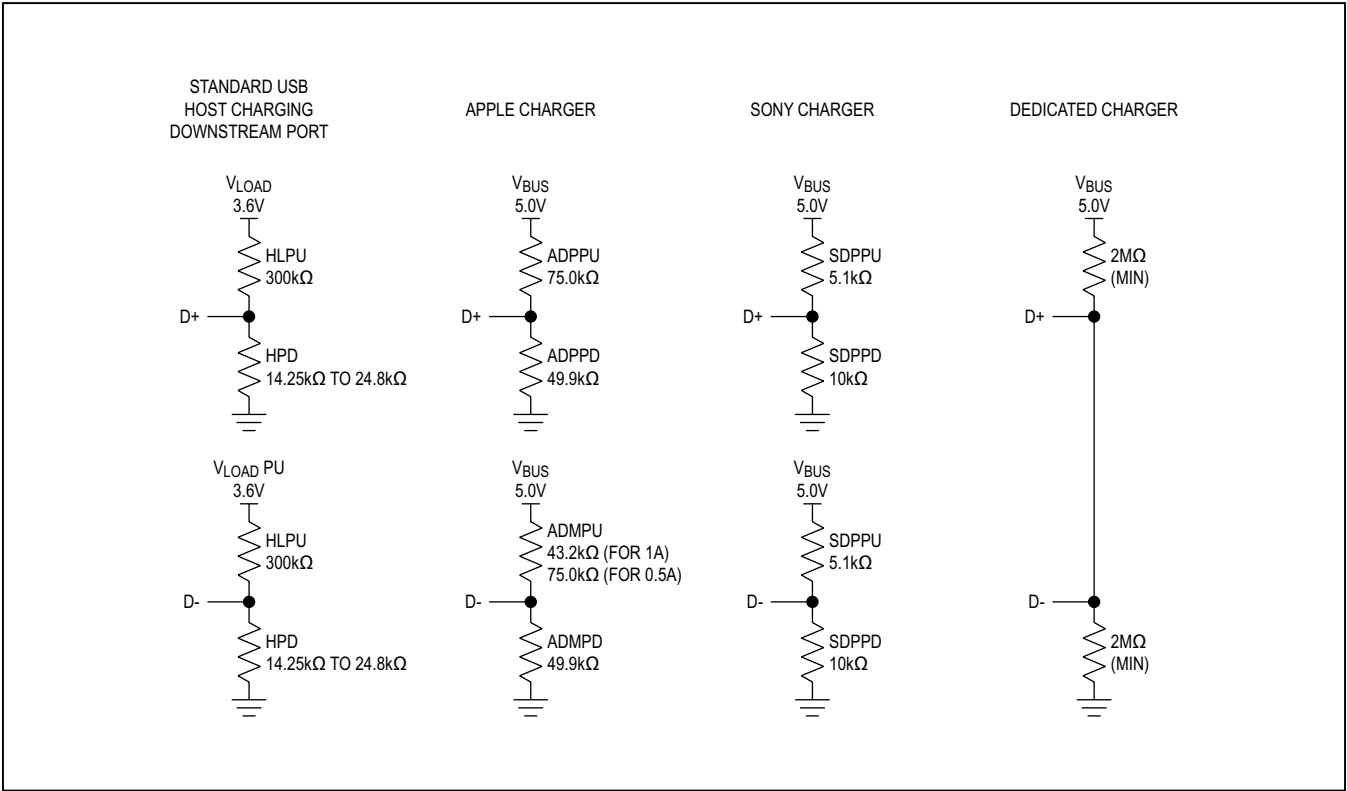 STANDARD USB
HOST CHARGING
DOWNSTREAM PORT
VLOAD
3.6V
HLPU
300kΩ
D+
HPD
14.25kΩ TO 24.8kΩ
VLOAD PU
3.6V
HLPU
300kΩ
D-
HPD
14.25kΩ TO 24.8kΩ
APPLE CHARGER
VBUS
5.0V
ADPPU
75.0kΩ
D+
ADPPD
49.9kΩ
VBUS
5.0V
ADMPU
43.2kΩ (FOR 1A)
75.0kΩ (FOR 0.5A)
D-
ADMPD
49.9kΩ
SONY CHARGER
VBUS
5.0V
SDPPU
5.1kΩ
D+
SDPPD
10kΩ
VBUS
5.0V
SDPPU
5.1kΩ
D-
SDPPD
10kΩ
DEDICATED CHARGER
VBUS
5.0V
2MΩ
(MIN)
D+
D-
2MΩ
(MIN)